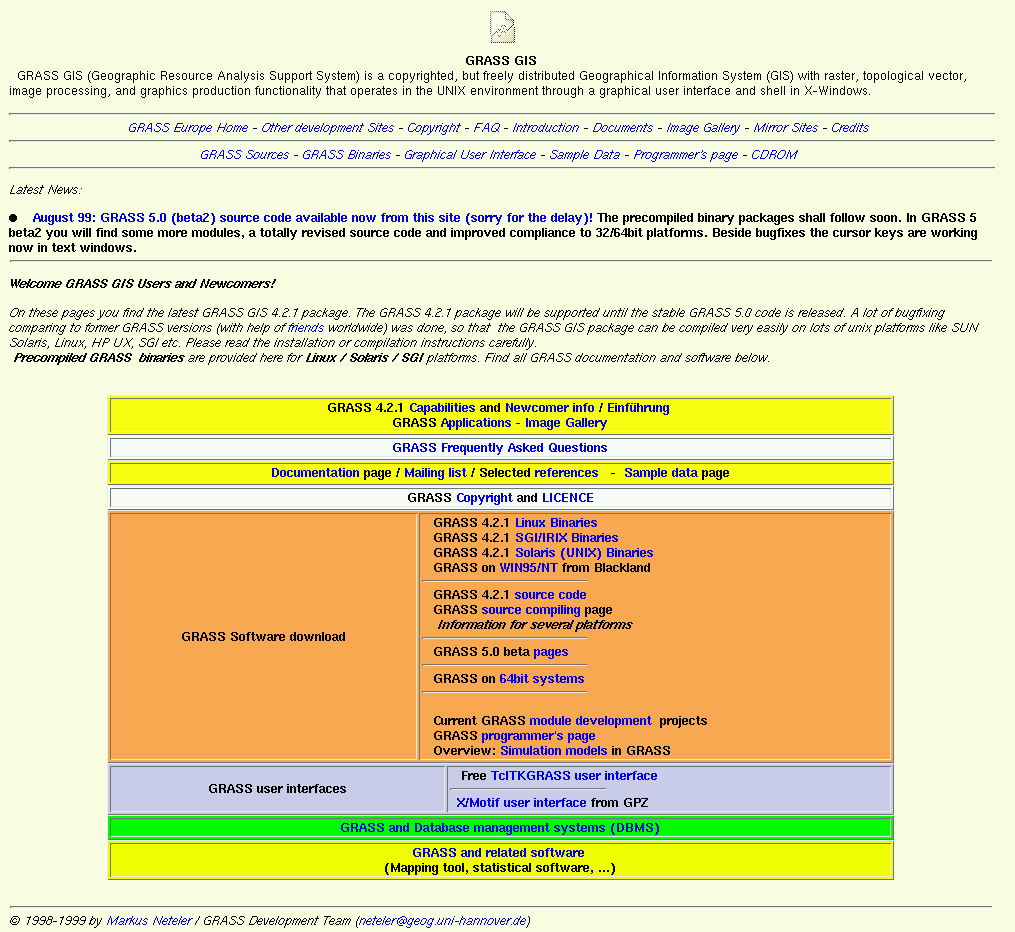 GRASS GIS
GRASS GIS (Geographic Resource Analysis Support System) is a copyrighted, but freely distributed Geographical Information System (GIS) with raster, topological vector,
image processing, and graphics production functionality that operates in the UNIX environment through a graphical user interface and shell in X-Windows.
GRASS Europe Home - Other development Sites - Copyright - FAQ - Introduction - Documents - Image Gallery - Mirror Sites - Credits
GRASS Sources - GRASS Binaries - Graphical User Interface - Sample Data - Programmer's page - CDROM
Latest News:
● August 99: GRASS 5.0 (beta2) source code available now from this site (sorry for the delay)! The precompiled binary packages shall follow soon. In GRASS 5
beta2 you will find some more modules, a totally revised source code and improved compliance to 32/64bit platforms. Beside bugfixes the cursor keys are working
now in text windows.
Welcome GRASS GIS Users and Newcomers!
On these pages you find the latest GRASS GIS 4.2.1 package. The GRASS 4.2.1 package will be supported until the stable GRASS 5.0 code is released. A lot of bugfixing
comparing to former GRASS versions (with help of friends worldwide) was done, so that the GRASS GIS package can be compiled very easily on lots of unix platforms like SUN
Solaris, Linux, HP UX, SGI etc. Please read the installation or compilation instructions carefully.
Precompiled GRASS binaries are provided here for Linux / Solaris / SGI platforms. Find all GRASS documentation and software below.
GRASS 4.2.1 Capabilities and Newcomer info / Einführung
GRASS Applications - Image Gallery
GRASS Frequently Asked Questions
Documentation page / Mailing list / Selected references - Sample data page
GRASS Copyright and LICENCE
GRASS Software download
GRASS 4.2.1 Linux Binaries
GRASS 4.2.1 SGI/IRIX Binaries
GRASS 4.2.1 Solaris (UNIX) Binaries
GRASS on WIN95/NT from Blackland
GRASS 4.2.1 source code
GRASS source compiling page
Information for several platforms
GRASS 5.0 beta pages
GRASS on 64bit systems
Current GRASS module development projects
GRASS programmer's page
Overview: Simulation models in GRASS
GRASS user interfaces
Free TclTKGRASS user interface
X/Motif user interface from GPZ
GRASS and Database management systems (DBMS)
GRASS and related software
(Mapping tool, statistical software, ...)
© 1998-1999 by Markus Neteler / GRASS Development Team (neteler@geog.uni-hannover.de)